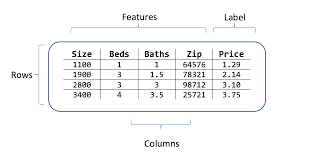 Features Label
Size Beds Baths Zip Price
1100 1 1 64576 1.29
1900 3 1.5 78321 2.14
Rows
2800 3 3 98712 3.10
3400 4 3.5 25721 3.75
Columns